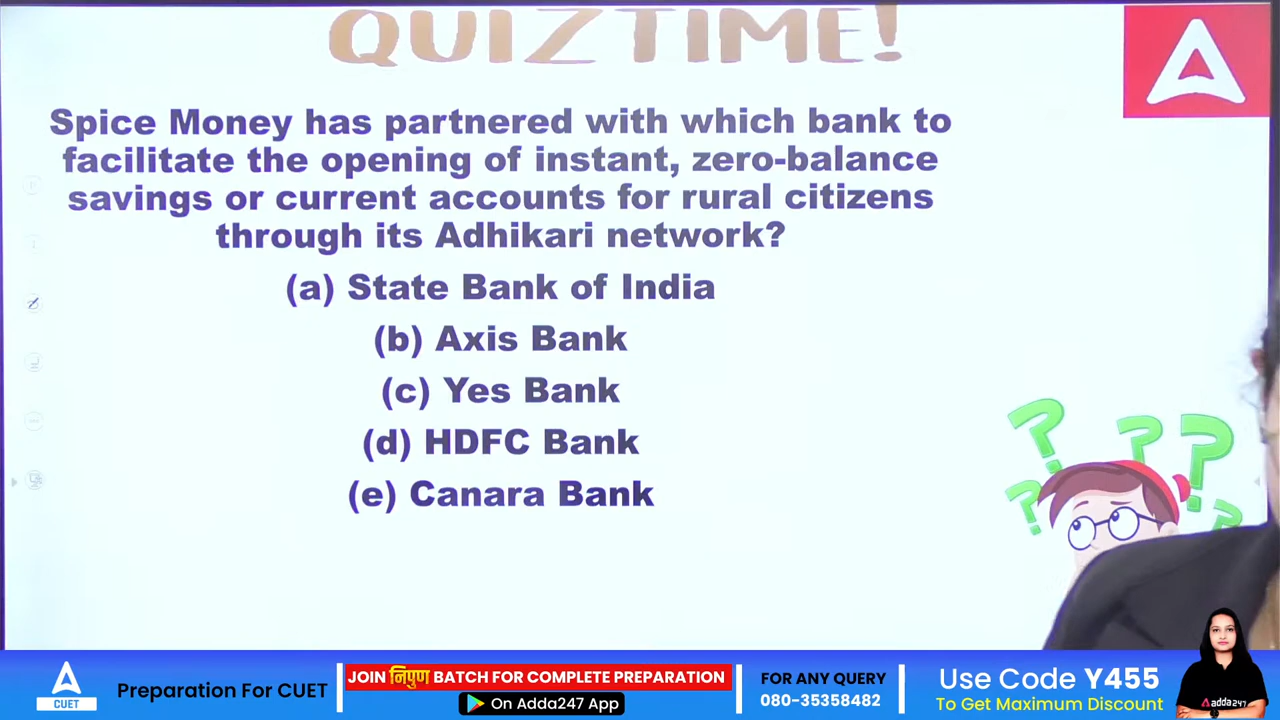 QUIZ TIME!
Spice Money has partnered with which bank to
facilitate the opening of instant, zero-balance
savings or current accounts for rural citizens
through its Adhikari network?
(a) State Bank of India
(b) Axis Bank
(c) Yes Bank
(d) HDFC Bank
(e) Canara Bank
CUET
Preparation For CUET
JOIN निपुण BATCH FOR COMPLETE PREPARATION
On Adda247 App
FOR ANY QUERY
080-35358482
Use Code Y455
To Get Maximum Discount
adda247